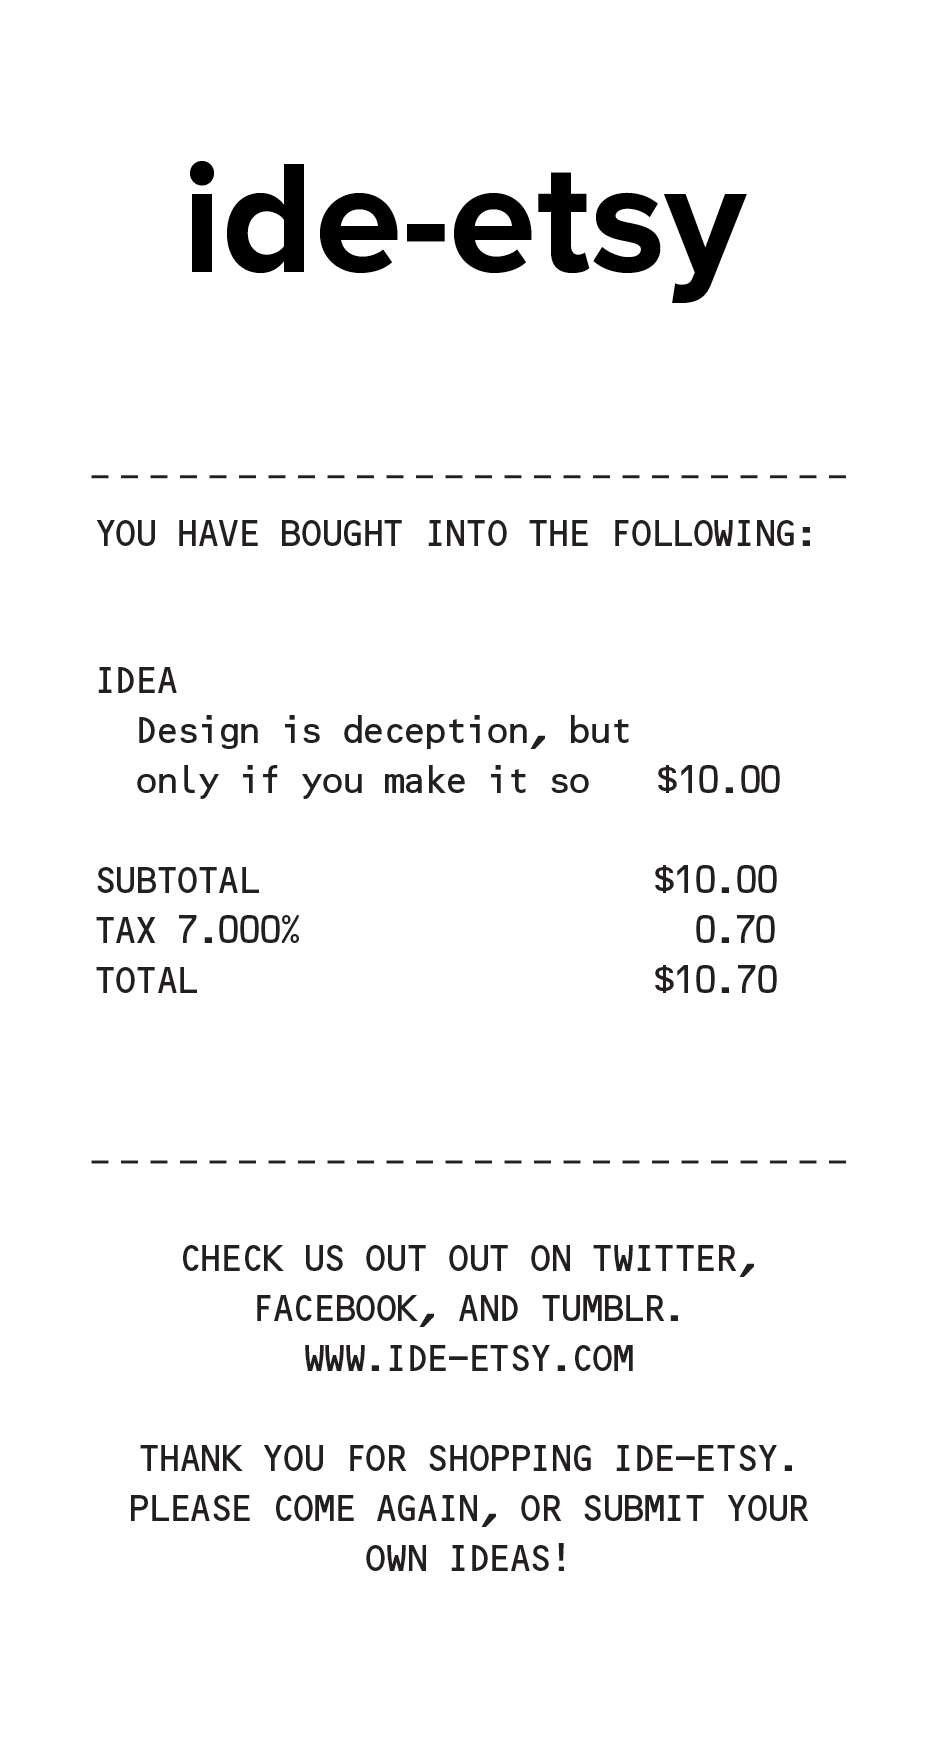 ide-etsy
YOU HAVE BOUGHT INTO THE FOLLOWING:
IDEA
Design is deception, but
only if you make it so $10.00
SUBTOTAL $10.00
TAX 7.000% 0.70
TOTAL $10.70
CHECK US OUT OUT ON TWITTER,
FACEBOOK, AND TUMBLR.
WWW.IDE-ETSY.COM
THANK YOU FOR SHOPPING IDE-ETSY.
PLEASE COME AGAIN, OR SUBMIT YOUR
OWN IDEAS!